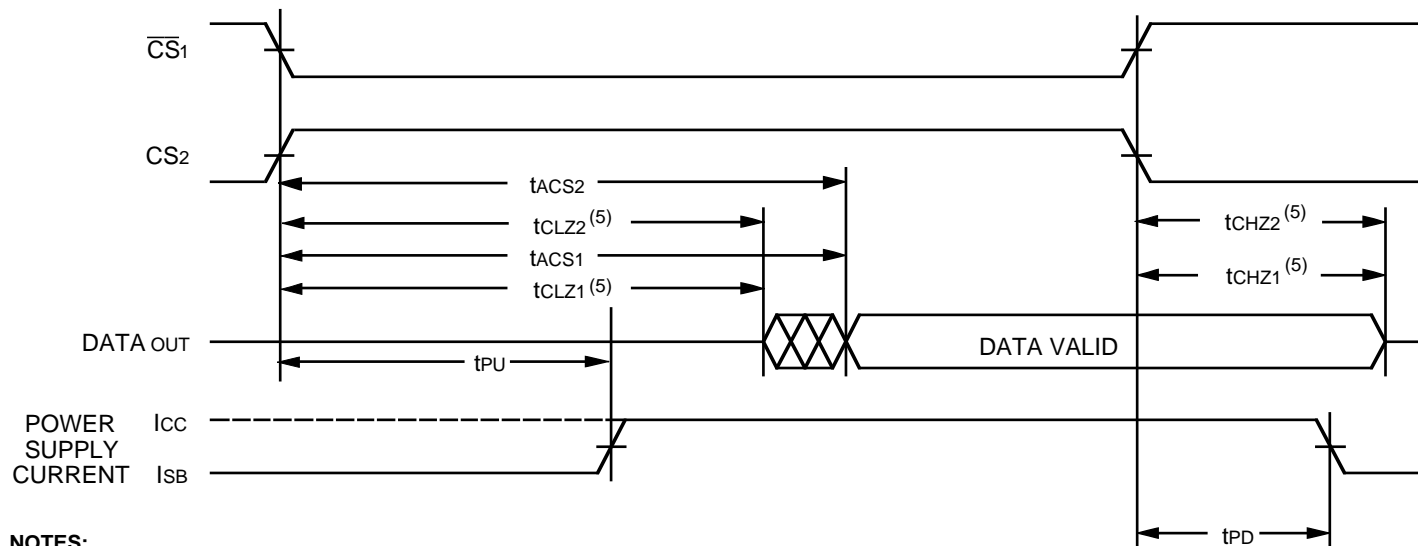 C̅S̅1
CS2
tACS2
tCLZ2(5)
tCHZ2(5)
tACS1
tCLZ1(5)
tCHZ1(5)
DATA OUT
DATA VALID
tPU
POWER SUPPLY CURRENT
ICC
ISB
tPD
NOTES: